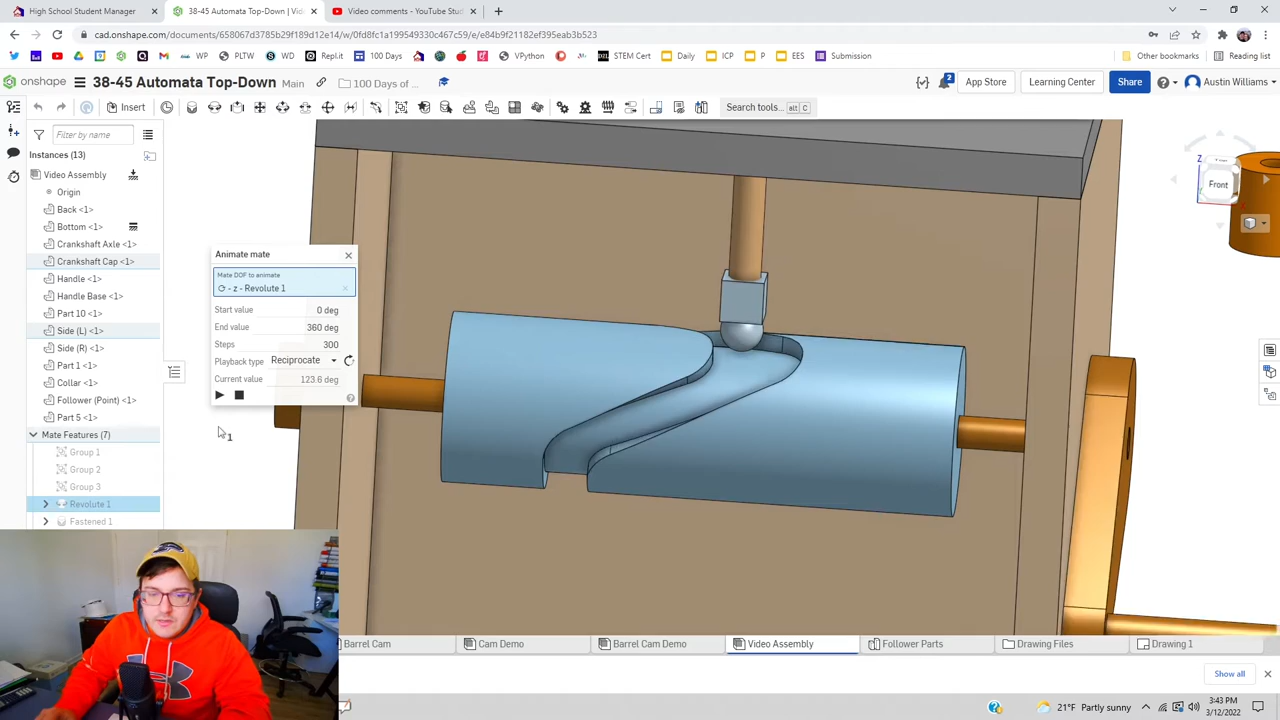 High School Student Manager
38-45 Automata Top-Down | Vid
Video comments - YouTube Stud
cad.onshape.com/documents/658067d3785b29f189d12e14/w/0fd8fc1a199549330c467c59/e/e84b9f21182ef395eab3b523
WP
PLTW
WD
Repl.it
100 Days
VPython
STEM Cert
Daily
ICP
P
EES
Submission
Other bookmarks
Reading list
onshape
38-45 Automata Top-Down
Main
100 Days of ...
2
App Store
Learning Center
Share
Austin Williams
Insert
Search tools...
alt
C
Filter by name
Instances (13)
Video Assembly
Origin
Back <1>
Bottom <1>
Crankshaft Axle <1>
Crankshaft Cap <1>
Handle <1>
Handle Base <1>
Part 10 <1>
Side (L) <1>
Side (R) <1>
Part 1 <1>
Collar <1>
Follower (Point) <1>
Part 5 <1>
Mate Features (7)
Group 1
Group 2
Group 3
Revolute 1
Fastened 1
Animate mate
Mate DOF to animate
- z - Revolute 1
Start value 0 deg
End value 360 deg
Steps 300
Playback type Reciprocate
Current value 123.6 deg
1
Z
Front
Barrel Cam
Cam Demo
Barrel Cam Demo
Video Assembly
Follower Parts
Drawing Files
Drawing 1
Show all
21°F Partly sunny
3:43 PM
3/12/2022